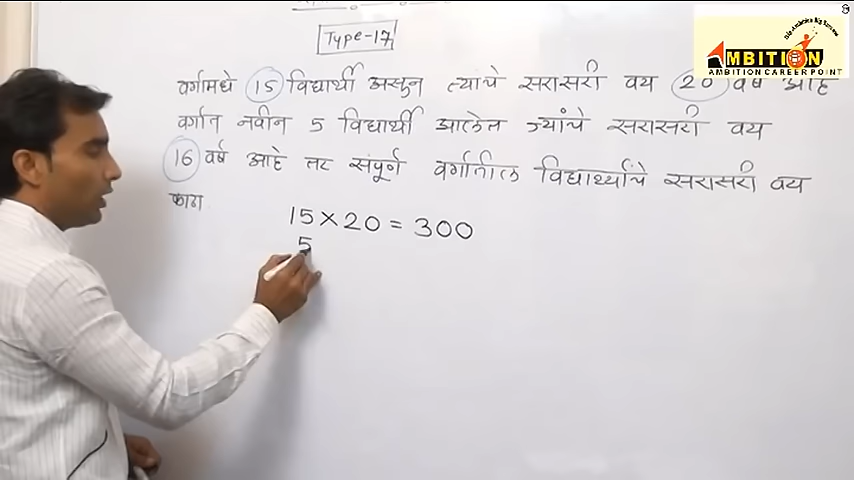 Type-17
AMBITION
AMBITION CAREER POINT
वर्गामधे 15 विद्यार्थी असून त्यांचे सरासरी वय 20 वर्ष आहे
वर्गात नवीन 5 विद्यार्थी आलेत ज्यांचे सरासरी वय
16 वर्ष आहे तर संपूर्ण वर्गातील विद्यार्थ्यांचे सरासरी वय
काय
15×20=300
5